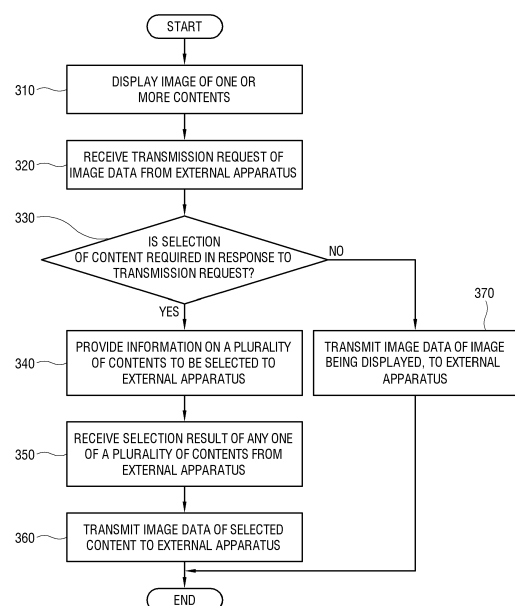 START
310
DISPLAY IMAGE OF ONE OR
MORE CONTENTS
320
RECEIVE TRANSMISSION REQUEST OF
IMAGE DATA FROM EXTERNAL APPARATUS
330
IS SELECTION
OF CONTENT REQUIRED IN RESPONSE TO
TRANSMISSION REQUEST?
NO
YES
370
340
PROVIDE INFORMATION ON A PLURALITY
OF CONTENTS TO BE SELECTED TO
EXTERNAL APPARATUS
TRANSMIT IMAGE DATA OF IMAGE
BEING DISPLAYED, TO EXTERNAL
APPARATUS
350
RECEIVE SELECTION RESULT OF ANY ONE
OF A PLURALITY OF CONTENTS FROM
EXTERNAL APPARATUS
360
TRANSMIT IMAGE DATA OF SELECTED
CONTENT TO EXTERNAL APPARATUS
END